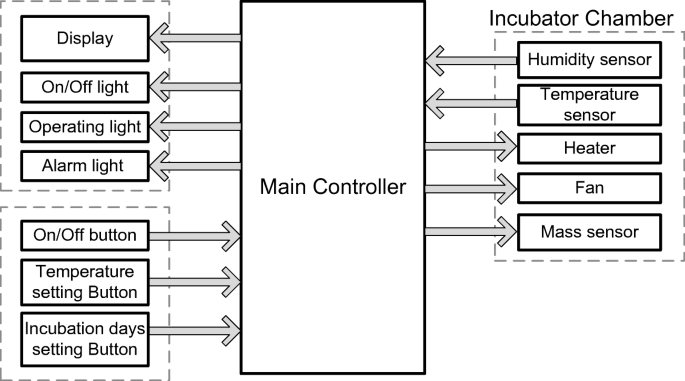 Display
On/Off light
Operating light
Alarm light
On/Off button
Temperature
setting Button
Incubation days
setting Button
Main Controller
Incubator Chamber
Humidity sensor
Temperature
sensor
Heater
Fan
Mass sensor